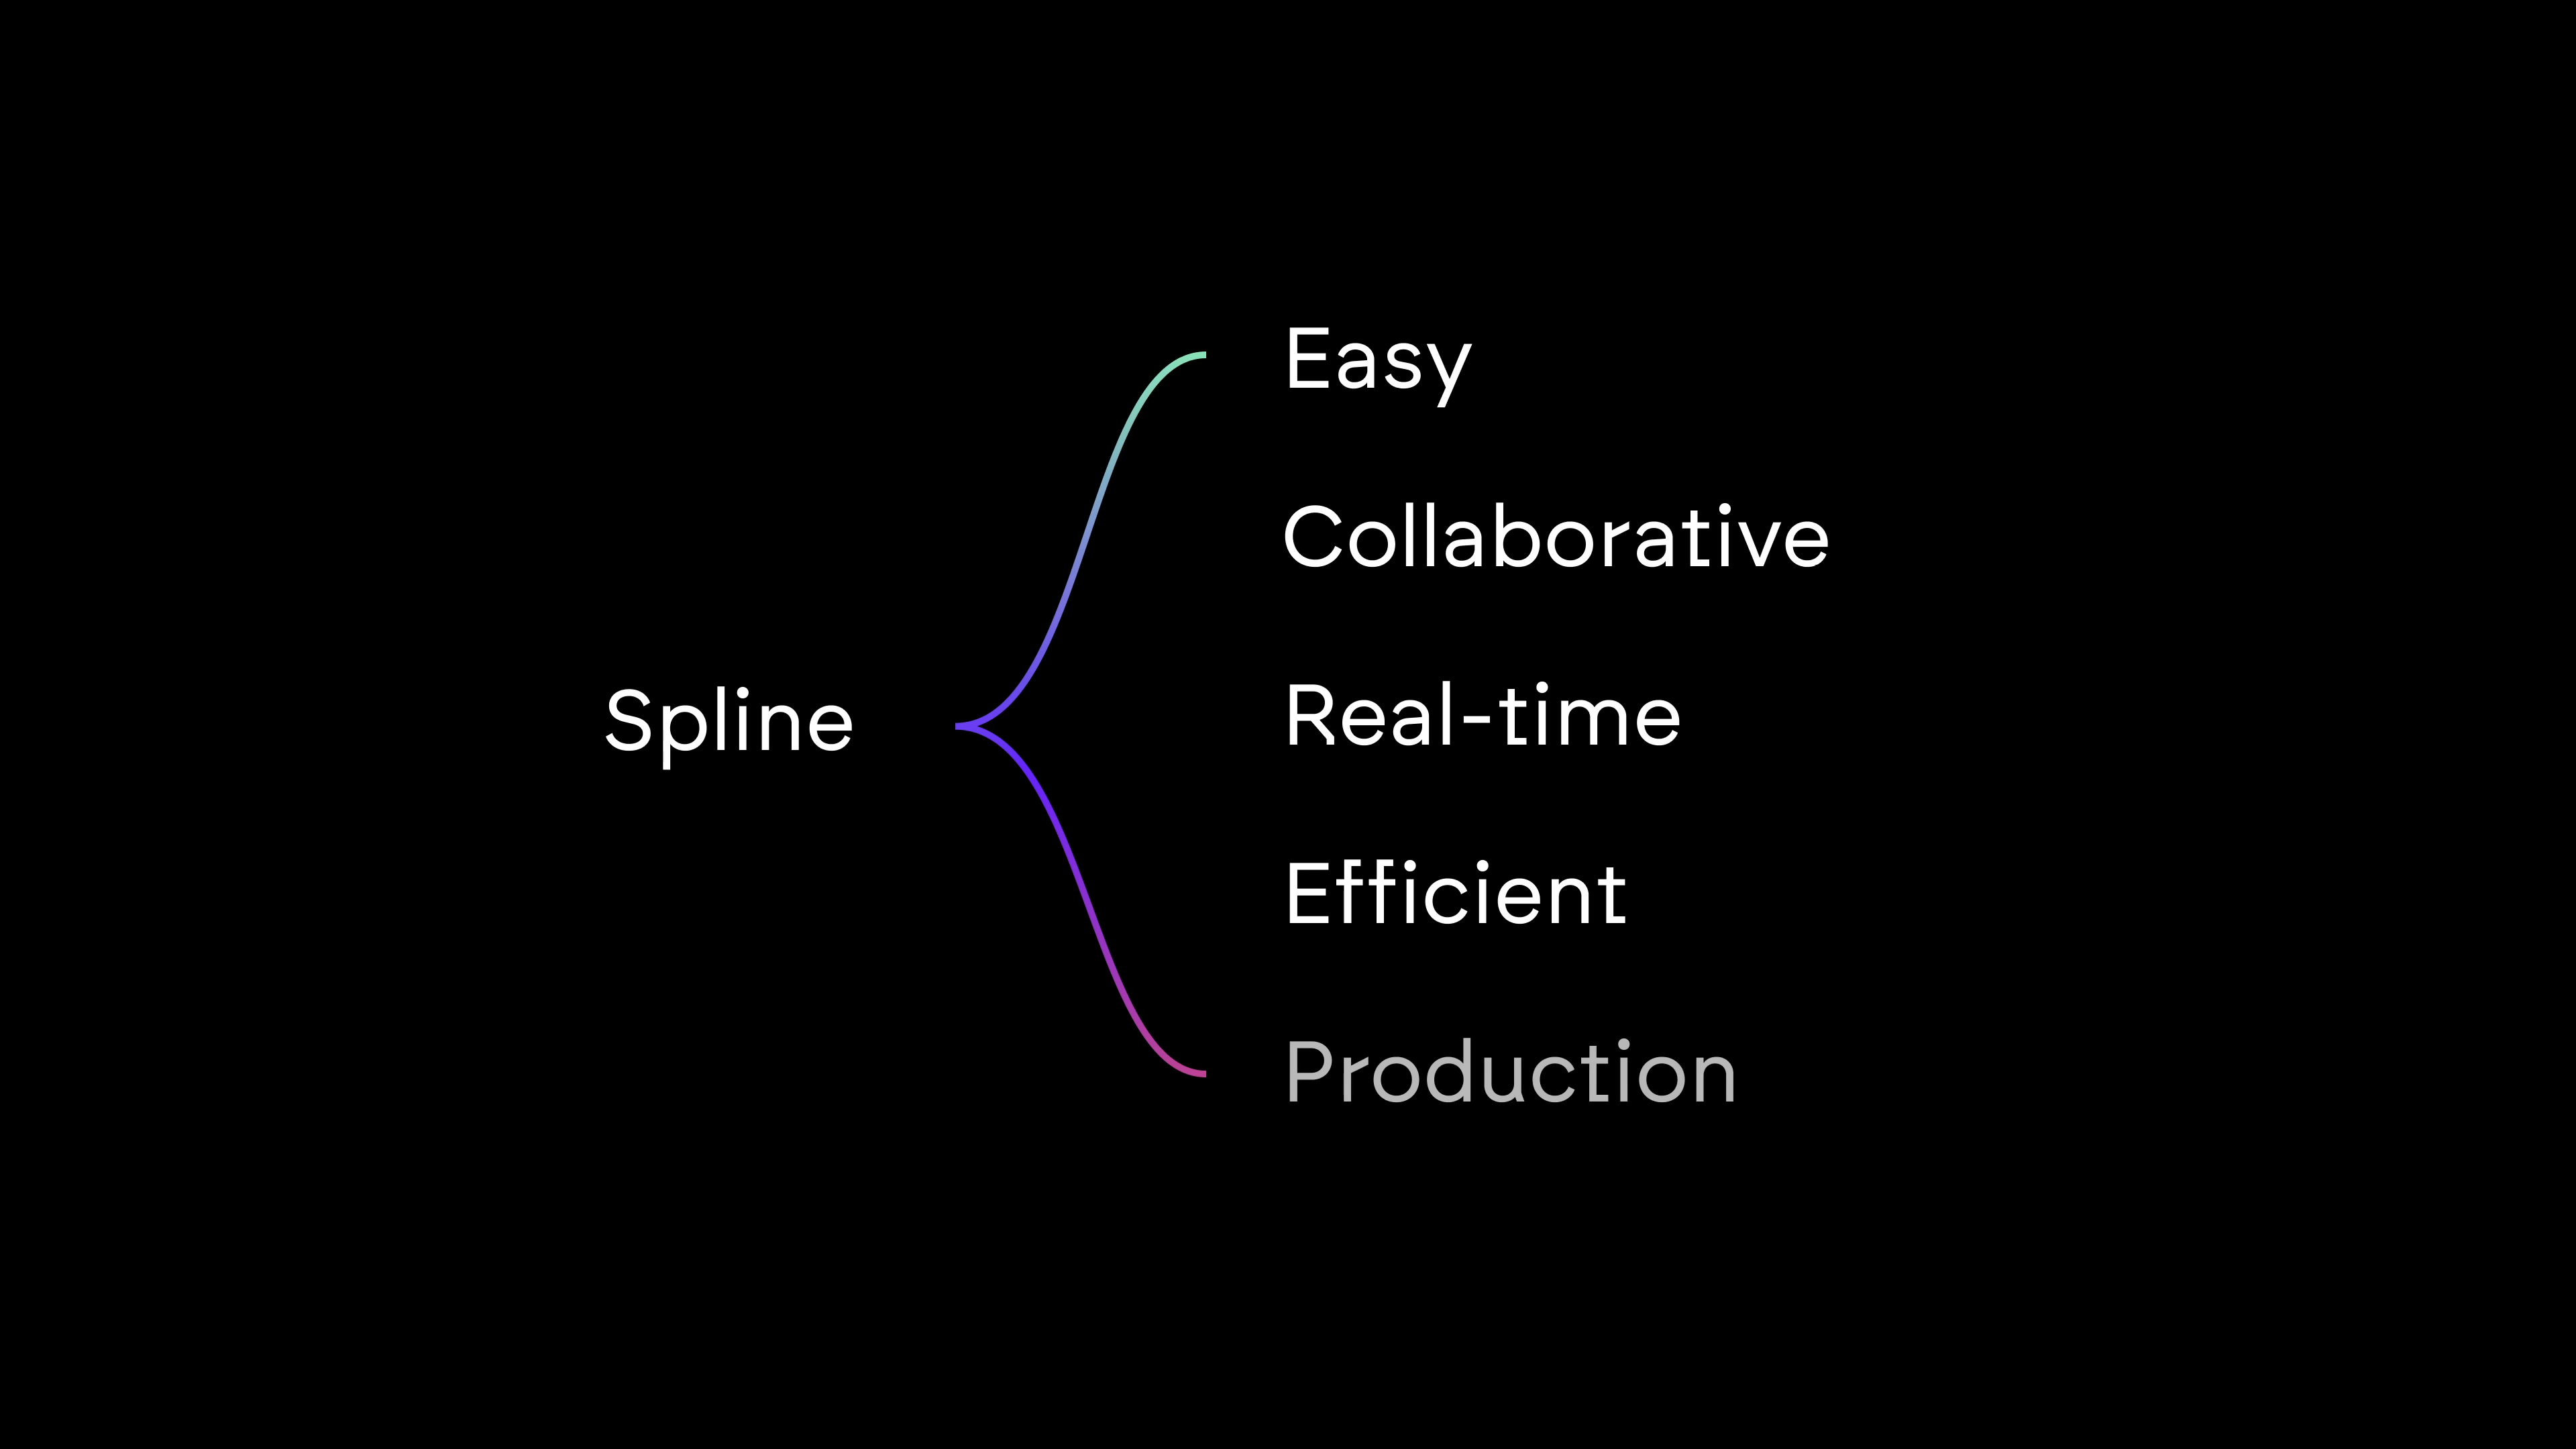 Easy
Collaborative
Spline
Real-time
Efficient
Production